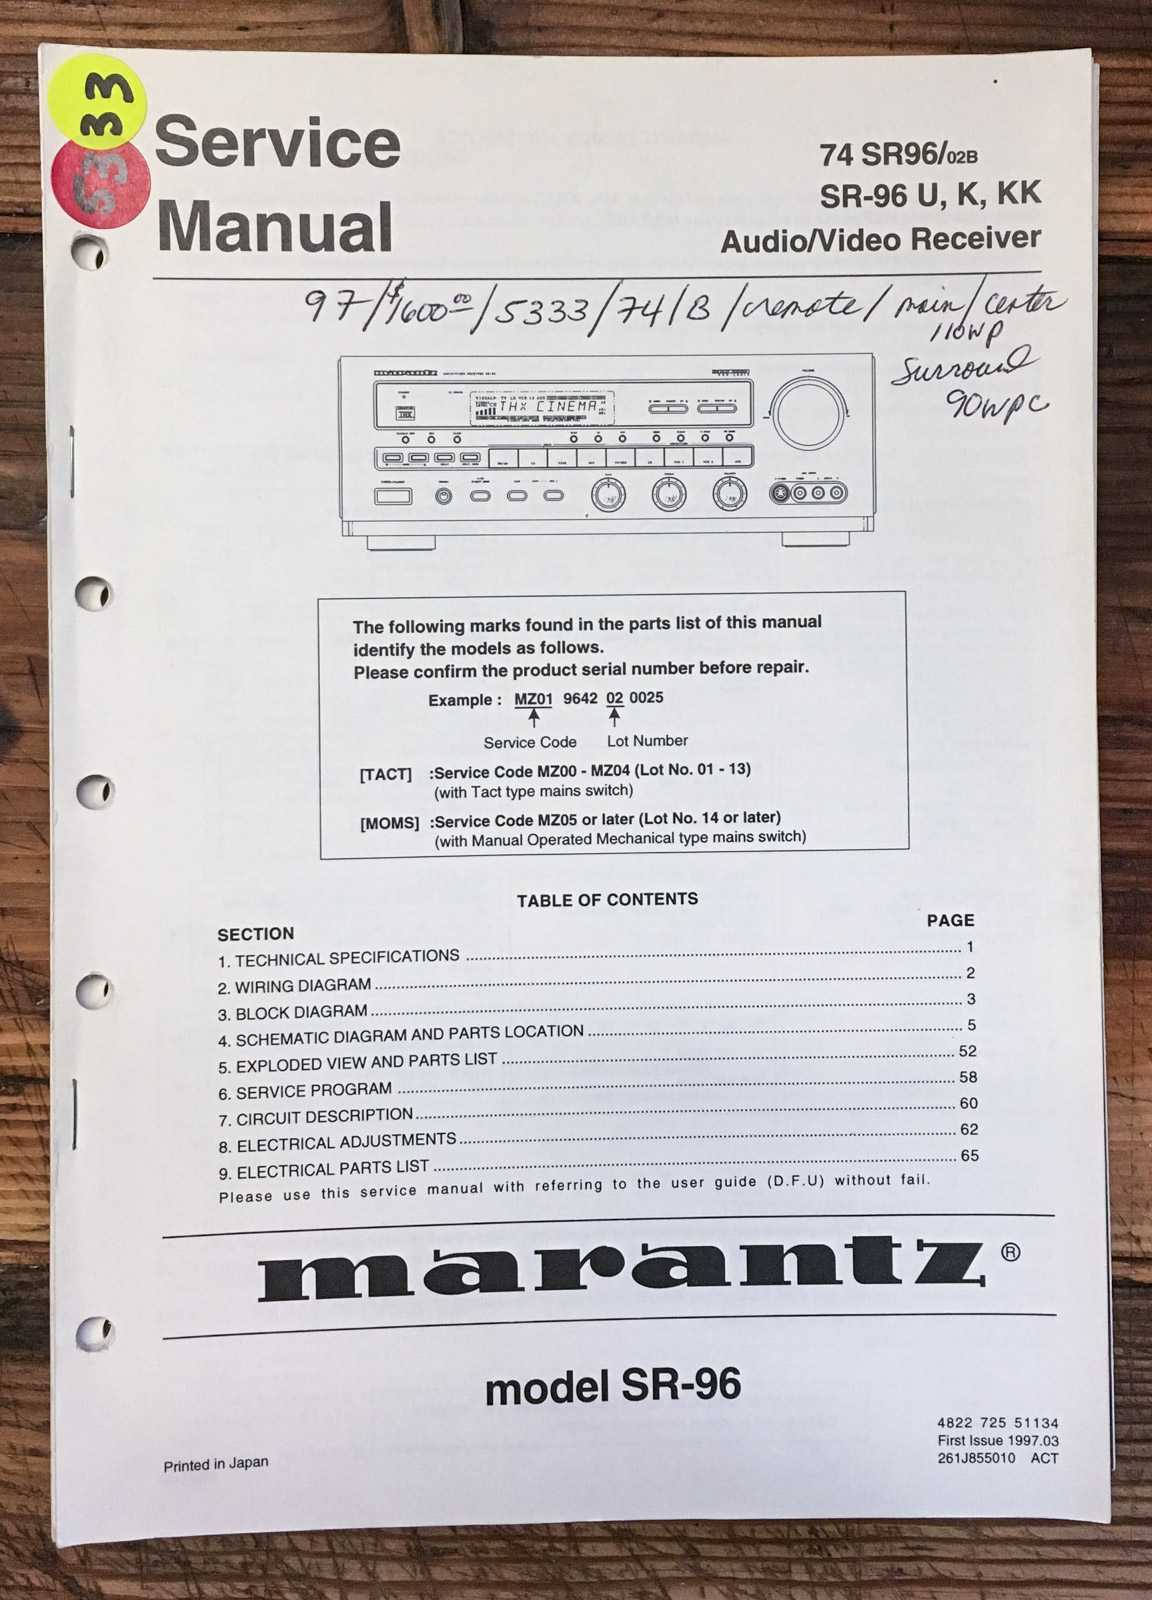 33
533
Service
Manual
74 SR96/02B
SR-96 U, K, KK
Audio/Video Receiver
97/$1600.00/5333/74/B/remote/main/center
110WP
Surround
90WPC
marantz
THX CINEMA
The following marks found in the parts list of this manual
identify the models as follows.
Please confirm the product serial number before repair.
Example : MZ01 9642 02 0025
Service Code Lot Number
[TACT] :Service Code MZ00 - MZ04 (Lot No. 01 - 13)
(with Tact type mains switch)
[MOMS] :Service Code MZ05 or later (Lot No. 14 or later)
(with Manual Operated Mechanical type mains switch)
TABLE OF CONTENTS
SECTION PAGE
1. TECHNICAL SPECIFICATIONS ........ 1
2. WIRING DIAGRAM ........ 2
3. BLOCK DIAGRAM ........ 3
4. SCHEMATIC DIAGRAM AND PARTS LOCATION ........ 5
5. EXPLODED VIEW AND PARTS LIST ........ 52
6. SERVICE PROGRAM ........ 58
7. CIRCUIT DESCRIPTION ........ 60
8. ELECTRICAL ADJUSTMENTS ........ 62
9. ELECTRICAL PARTS LIST ........ 65
Please use this service manual with referring to the user guide (D.F.U) without fail.
marantz ®
model SR-96
4822 725 51134
First Issue 1997.03
261J855010 ACT
Printed in Japan